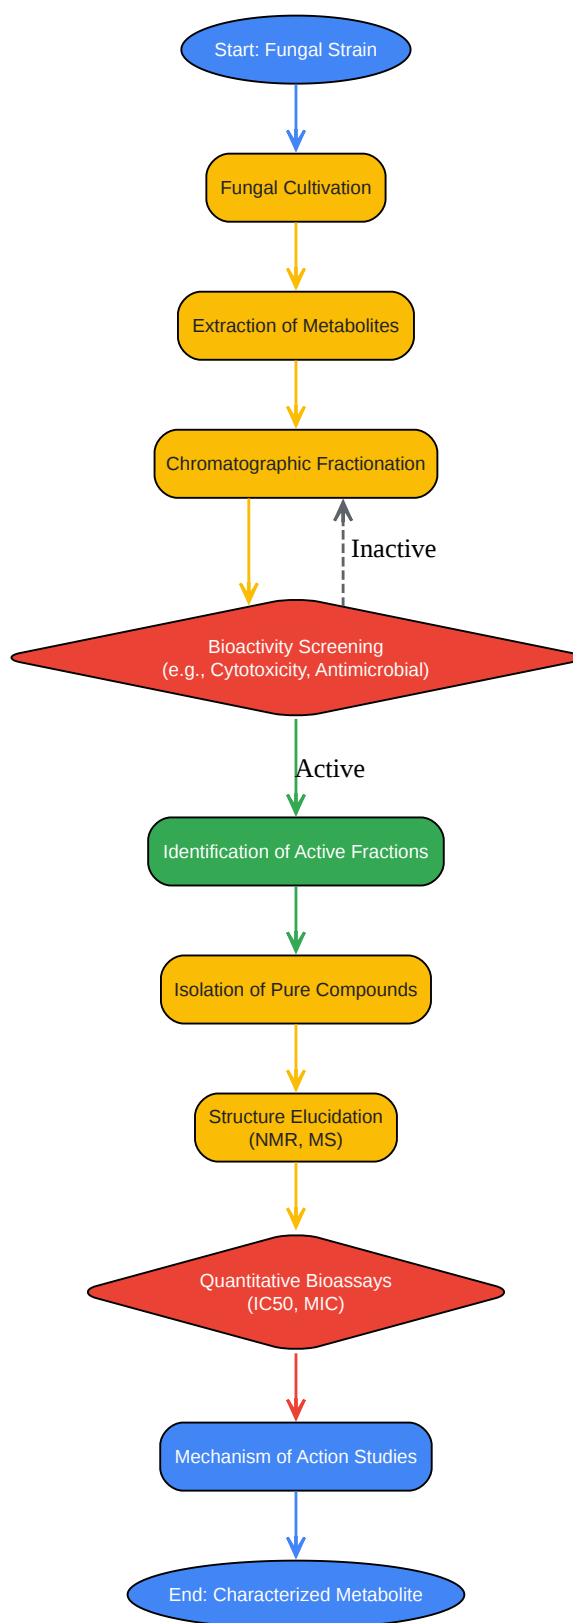 Start: Fungal Strain
Fungal Cultivation
Extraction of Metabolites
Chromatographic Fractionation
Inactive
Bioactivity Screening
(e.g., Cytotoxicity, Antimicrobial)
Active
Identification of Active Fractions
Isolation of Pure Compounds
Structure Elucidation
(NMR, MS)
Quantitative Bioassays
(IC50, MIC)
Mechanism of Action Studies
End: Characterized Metabolite